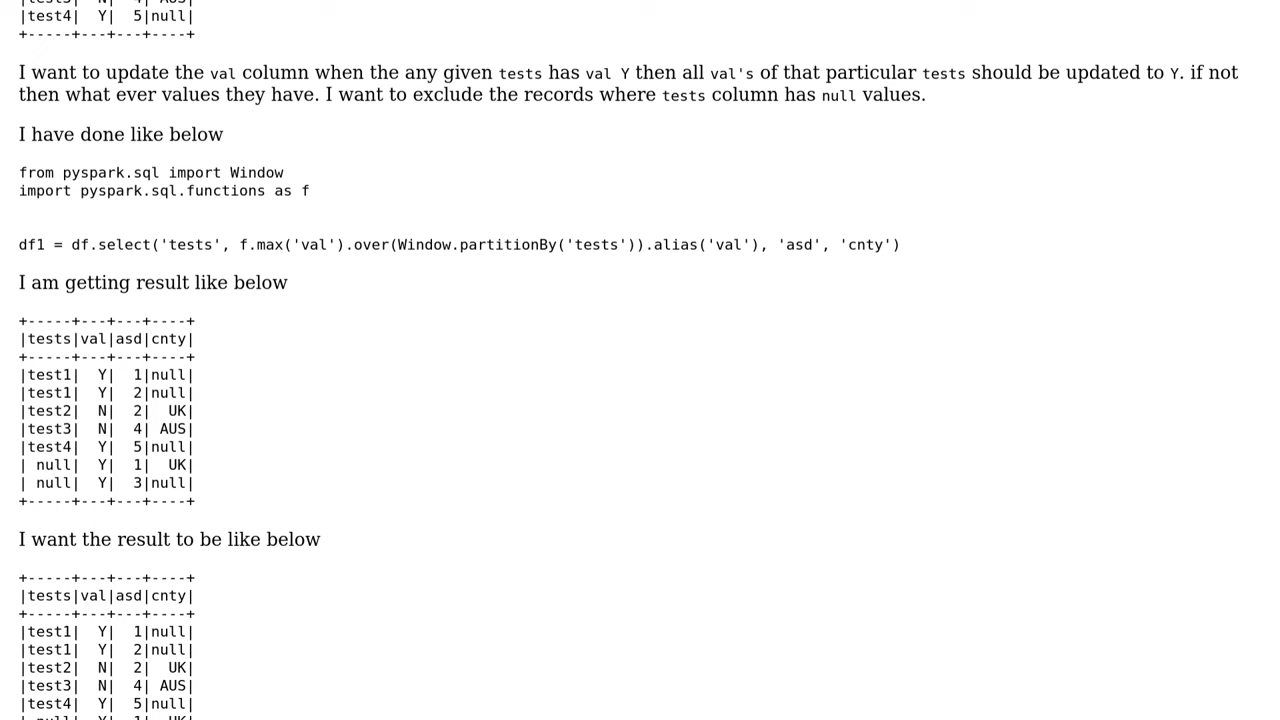 |test4|  Y|  5|null|
+-----+---+---+----+
I want to update the val column when the any given tests has val Y then all val's of that particular tests should be updated to Y. if not
then what ever values they have. I want to exclude the records where tests column has null values.
I have done like below
from pyspark.sql import Window
import pyspark.sql.functions as f
df1 = df.select('tests', f.max('val').over(Window.partitionBy('tests')).alias('val'), 'asd', 'cnty')
I am getting result like below
+-----+---+---+----+
|tests|val|asd|cnty|
+-----+---+---+----+
|test1|  Y|  1|null|
|test1|  Y|  2|null|
|test2|  N|  2|  UK|
|test3|  N|  4| AUS|
|test4|  Y|  5|null|
| null|  Y|  1|  UK|
| null|  Y|  3|null|
+-----+---+---+----+
I want the result to be like below
+-----+---+---+----+
|tests|val|asd|cnty|
+-----+---+---+----+
|test1|  Y|  1|null|
|test1|  Y|  2|null|
|test2|  N|  2|  UK|
|test3|  N|  4| AUS|
|test4|  Y|  5|null|